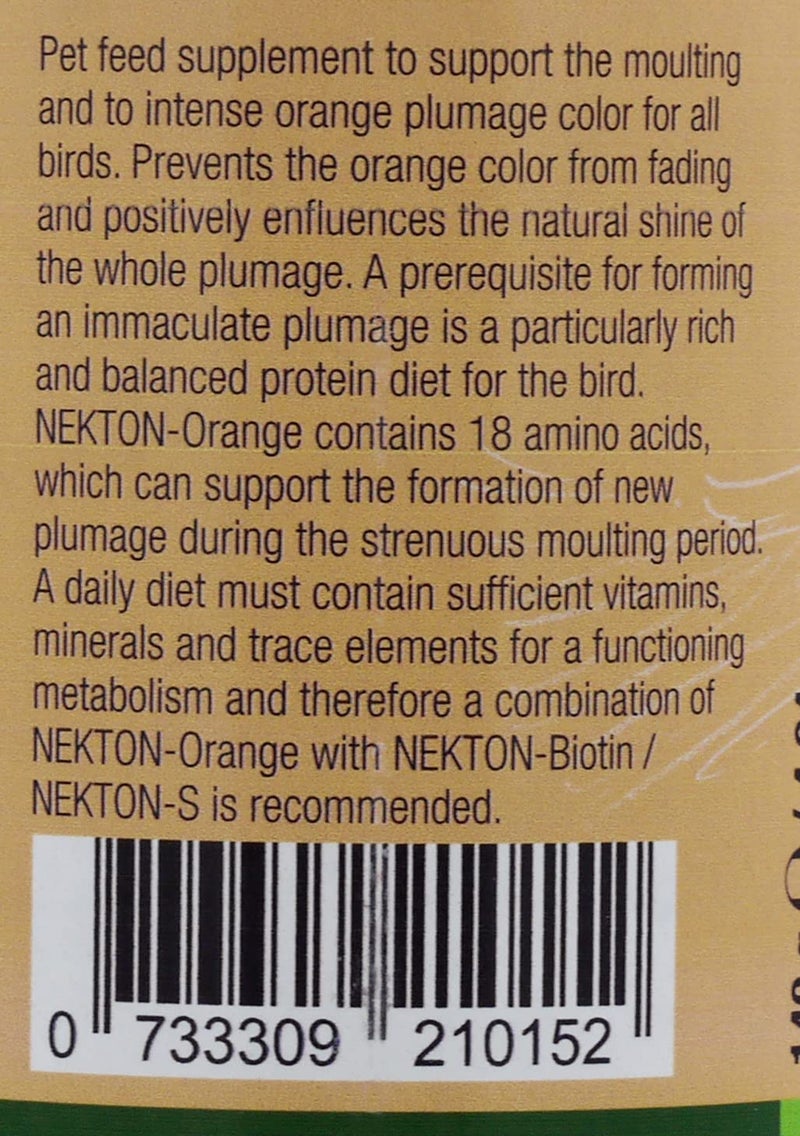 Pet feed supplement to support the moulting
and to intense orange plumage color for all
birds. Prevents the orange color from fading
and positively enfluences the natural shine of
the whole plumage. A prerequisite for forming
an immaculate plumage is a particularly rich
and balanced protein diet for the bird.
NEKTON-Orange contains 18 amino acids,
which can support the formation of new
plumage during the strenuous moulting period.
A daily diet must contain sufficient vitamins,
minerals and trace elements for a functioning
metabolism and therefore a combination of
NEKTON-Orange with NEKTON-Biotin /
NEKTON-S is recommended.
0 733309 210152